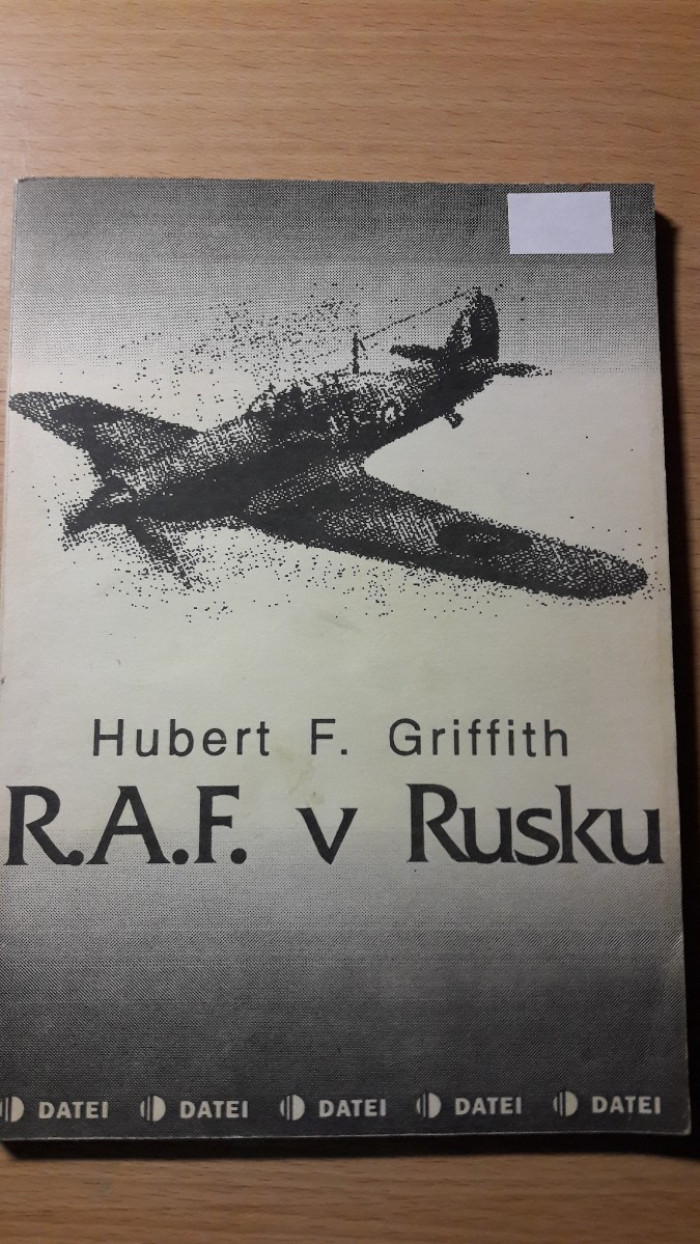 Hubert F. Griffith
R.A.F. v Rusku
DATEI DATEI DATEI DATEI DATEI